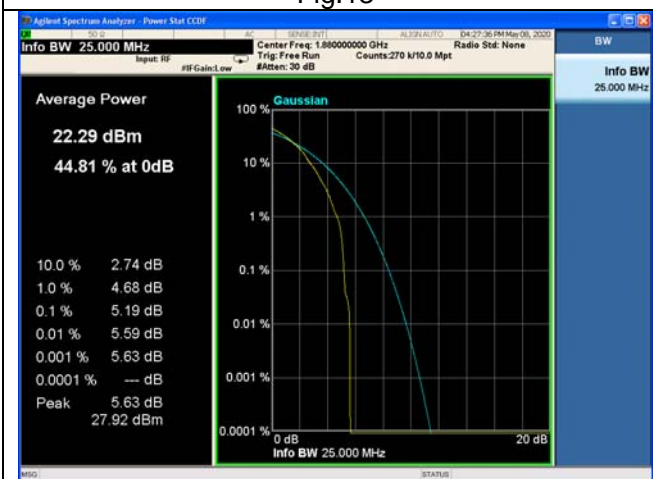 Agilent Spectrum Analyzer - Power Stat CCDF
50 Ω AC SENSE:INT ALIGNAUTO 04:27:36 PM May 08, 2020
Info BW 25.000 MHz
Center Freq: 1.880000000 GHz Radio Std: None
Input: RF Trig: Free Run Counts:270 k/10.0 Mpt
#IFGain:Low #Atten: 30 dB
BW
Info BW
25.000 MHz
Average Power
22.29 dBm
44.81 % at 0dB
10.0 % 2.74 dB
1.0 % 4.68 dB
0.1 % 5.19 dB
0.01 % 5.59 dB
0.001 % 5.63 dB
0.0001 % --- dB
Peak 5.63 dB
27.92 dBm
Gaussian
100 %
10 %
1 %
0.1 %
0.01 %
0.001 %
0.0001 %
0 dB 20 dB
Info BW 25.000 MHz
MSG STATUS